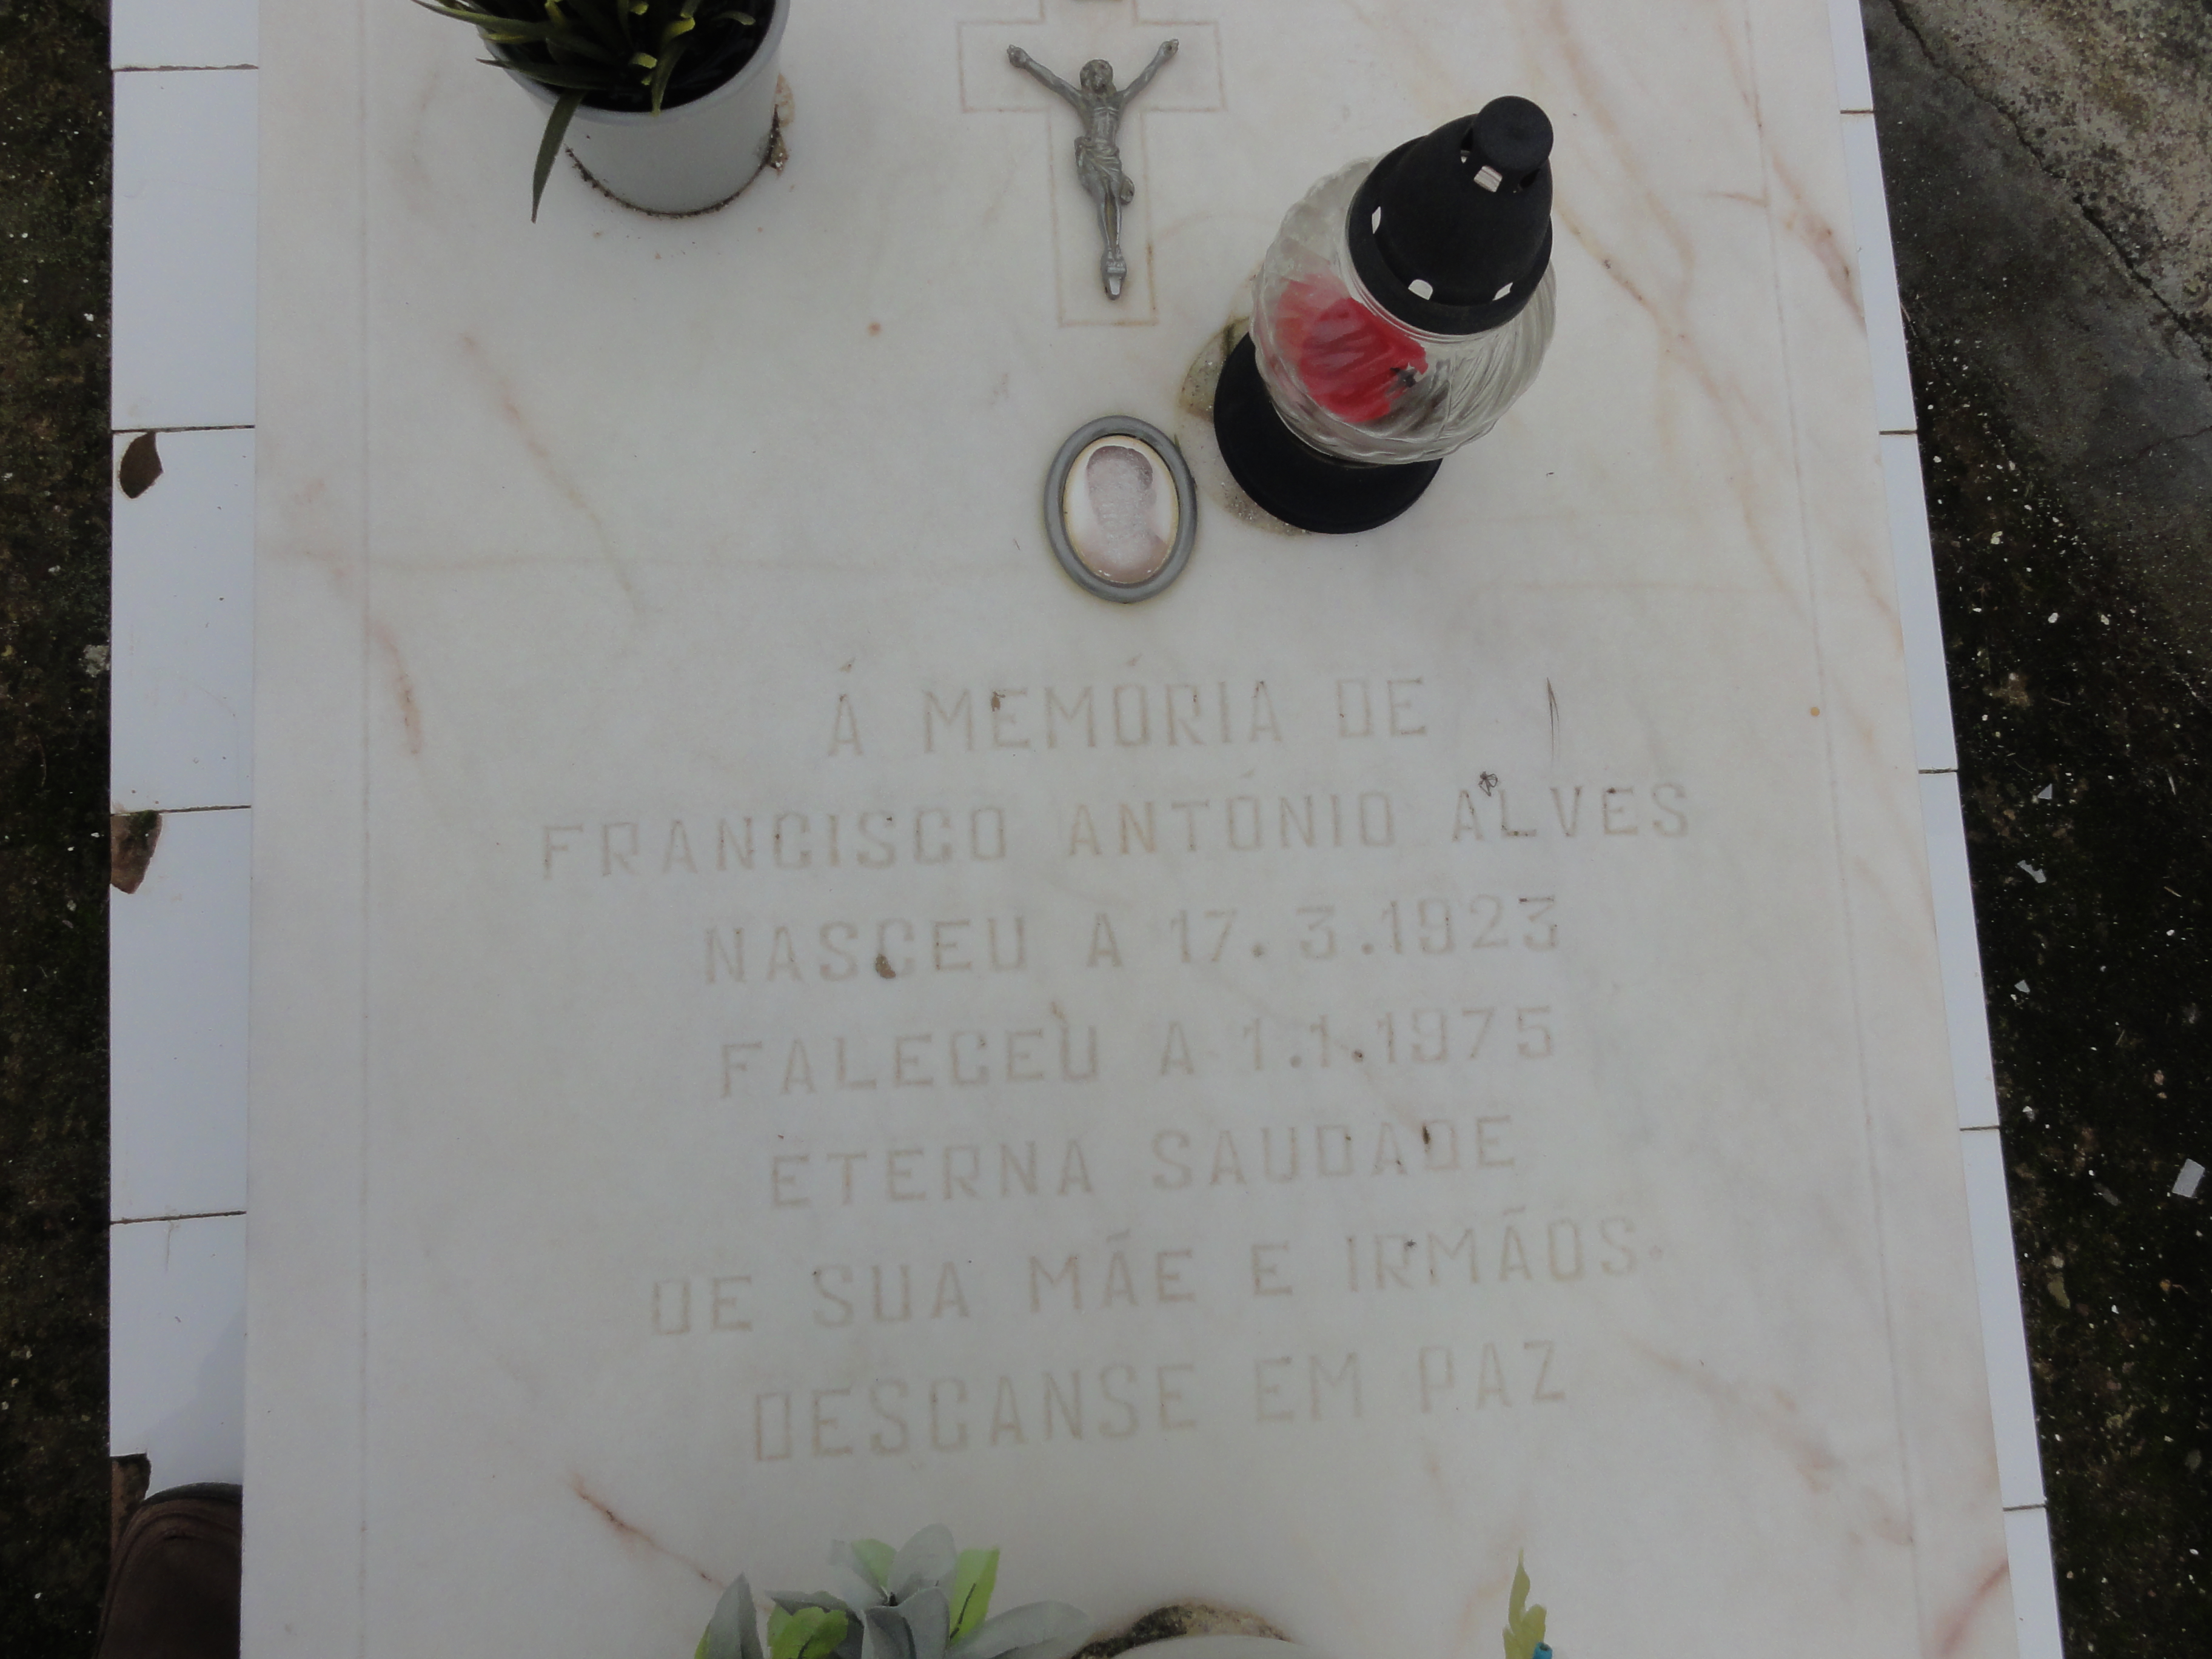 Á MEMÓRIA DE
FRANCISCO ANTÓNIO ALVES
NASCEU A 17.3.1923
FALECEU A 1.1.1975
ETERNA SAUDADE
DE SUA MÃE E IRMÃOS.
DESCANSE EM PAZ